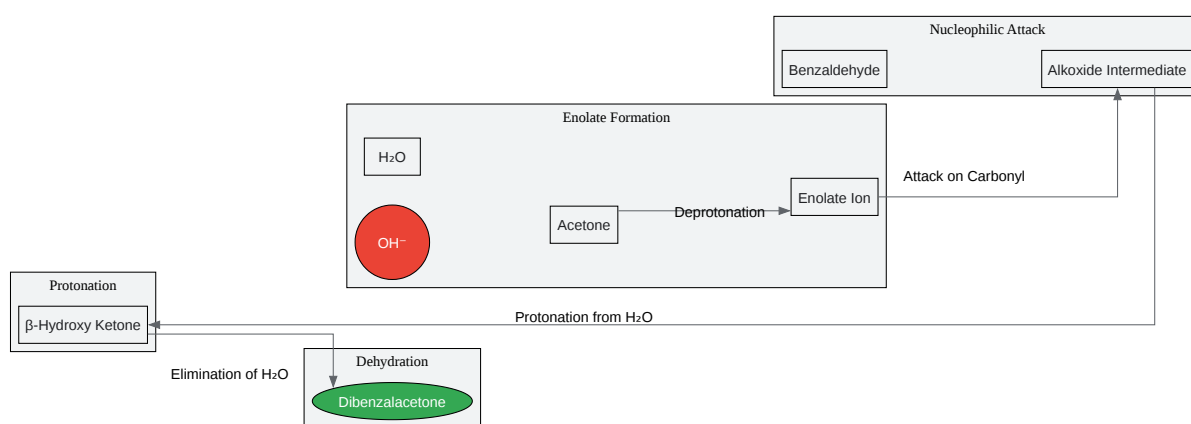 Nucleophilic Attack
Benzaldehyde
Alkoxide Intermediate
Enolate Formation
H₂O
Attack on Carbonyl
Enolate Ion
Deprotonation
Acetone
OH⁻
Protonation
β-Hydroxy Ketone
Protonation from H₂O
Dehydration
Elimination of H₂O
Dibenzalacetone